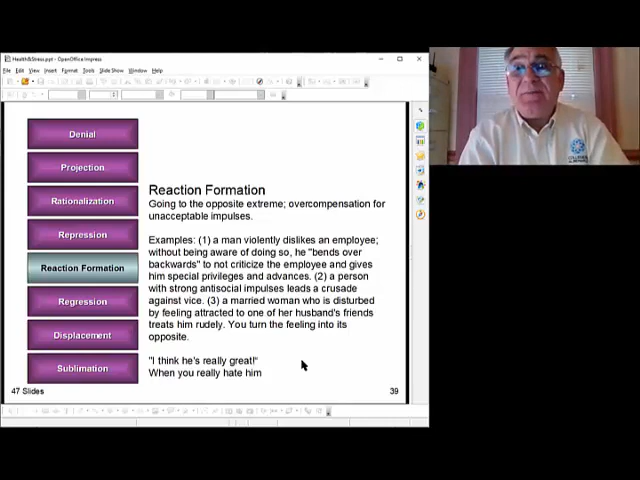 Health&Stress.ppt - OpenOffice Impress
File Edit View Insert Format Tools Slide Show Window Help
Denial
Projection
Rationalization
Repression
Reaction Formation
Regression
Displacement
Sublimation
Reaction Formation
Going to the opposite extreme; overcompensation for
unacceptable impulses.
Examples: (1) a man violently dislikes an employee;
without being aware of doing so, he "bends over
backwards" to not criticize the employee and gives
him special privileges and advances. (2) a person
with strong antisocial impulses leads a crusade
against vice. (3) a married woman who is disturbed
by feeling attracted to one of her husband's friends
treats him rudely. You turn the feeling into its
opposite.
"I think he's really great!"
When you really hate him
47 Slides
39